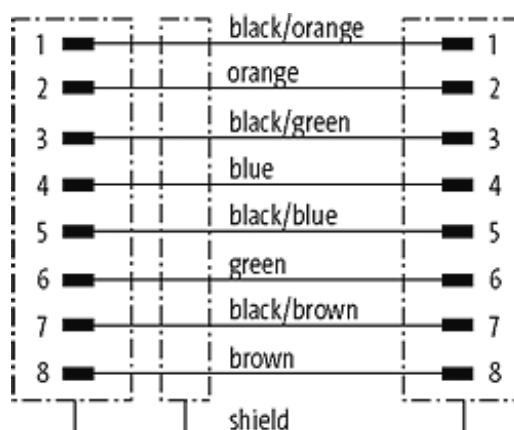 1 black/orange 1
2 orange 2
3 black/green 3
4 blue 4
5 black/blue 5
6 green 6
7 black/brown 7
8 brown 8
shield